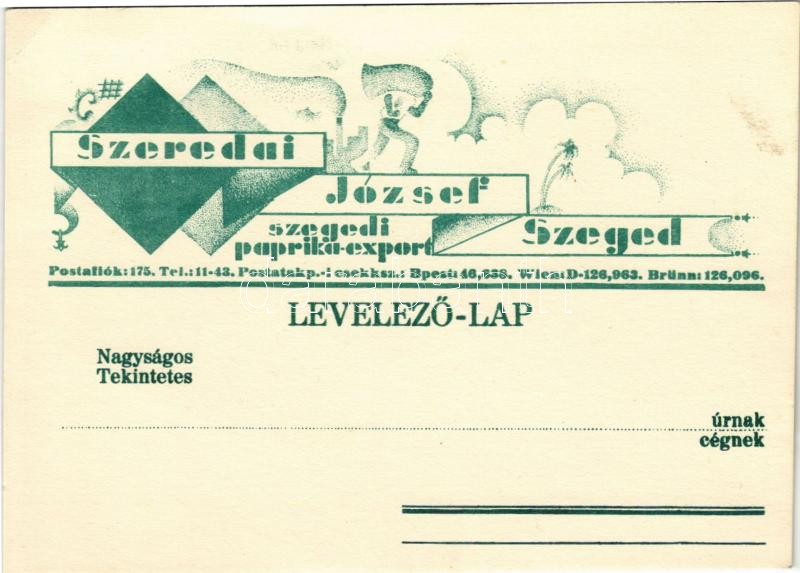 Szeredai
József
szegedi
paprika-export
Szeged
Postafiók: 175. Tel.: 11-43. Postatakp.-i csekksz.: Bpest: 46,238. Wien: D-126,963. Brünn: 126,096.
LEVELEZŐ-LAP
Nagyságos
Tekintetes
úrnak
cégnek